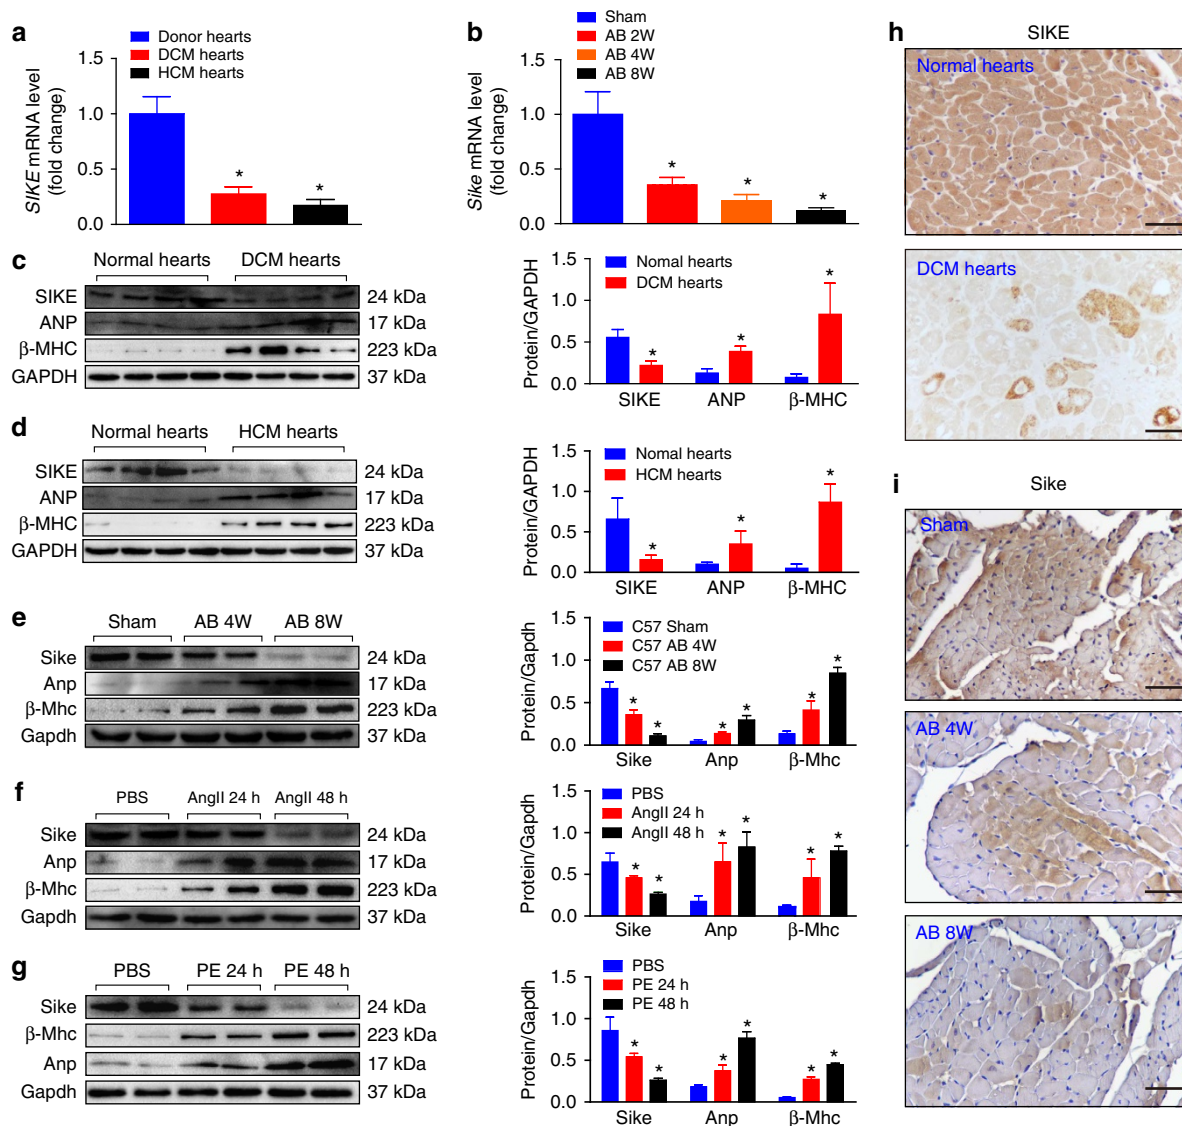 a
Donor hearts
DCM hearts
HCM hearts
SIKE mRNA level
(fold change)
1.5
1.0
0.5
0.0
*
*
b
Sham
AB 2W
AB 4W
AB 8W
Sike mRNA level
(fold change)
1.5
1.0
0.5
0.0
*
*
*
c
Normal hearts
DCM hearts
SIKE
24 kDa
ANP
17 kDa
β-MHC
223 kDa
GAPDH
37 kDa
Protein/GAPDH
1.5
1.0
0.5
0.0
Nomal hearts
DCM hearts
*
*
*
SIKE
ANP
β-MHC
d
Normal hearts
HCM hearts
SIKE
24 kDa
ANP
17 kDa
β-MHC
223 kDa
GAPDH
37 kDa
Protein/GAPDH
1.5
1.0
0.5
0.0
Nomal hearts
HCM hearts
*
*
*
SIKE
ANP
β-MHC
e
Sham
AB 4W
AB 8W
Sike
24 kDa
Anp
17 kDa
β-Mhc
223 kDa
Gapdh
37 kDa
Protein/Gapdh
1.5
1.0
0.5
0.0
C57 Sham
C57 AB 4W
C57 AB 8W
*
*
*
*
*
*
Sike
Anp
β-Mhc
f
PBS
AngII 24 h
AngII 48 h
Sike
24 kDa
Anp
17 kDa
β-Mhc
223 kDa
Gapdh
37 kDa
Protein/Gapdh
1.5
1.0
0.5
0.0
PBS
AngII 24 h
AngII 48 h
*
*
*
*
*
*
Sike
Anp
β-Mhc
g
PBS
PE 24 h
PE 48 h
Sike
24 kDa
β-Mhc
223 kDa
Anp
17 kDa
Gapdh
37 kDa
Protein/Gapdh
1.5
1.0
0.5
0.0
PBS
PE 24 h
PE 48 h
*
*
*
*
*
*
Sike
Anp
β-Mhc
h
SIKE
Normal hearts
DCM hearts
i
Sike
Sham
AB 4W
AB 8W